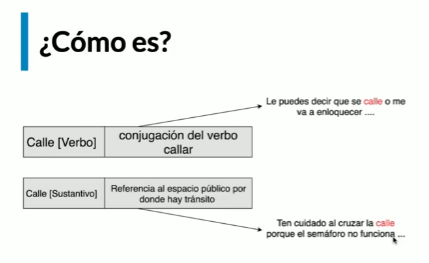 ¿Cómo es?
Le puedes decir que se calle o me
va a enloquecer ....
Calle [Verbo]
conjugación del verbo
callar
Calle [Sustantivo]
Referencia al espacio público por
donde hay tránsito
Ten cuidado al cruzar la calle
porque el semáforo no funciona ...